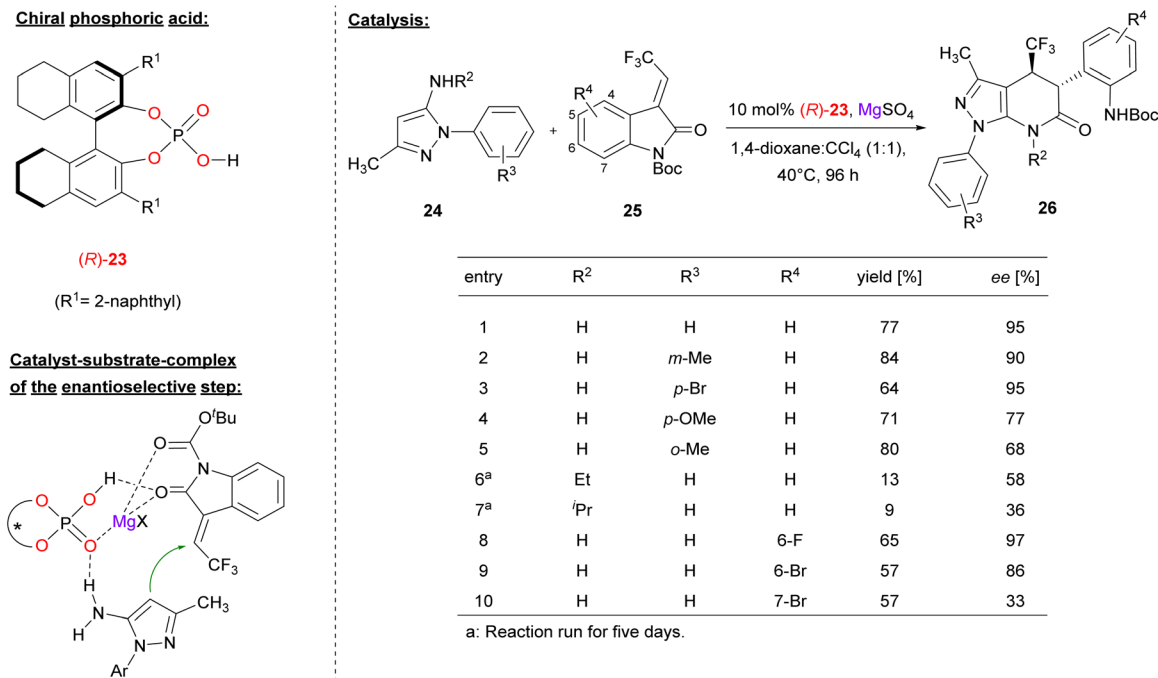 Chiral phosphoric acid:
R¹
O
O
P
O
O
H
R¹
(R)-23
(R¹= 2-naphthyl)
Catalyst-substrate-complex
of the enantioselective step:
OᵗBu
O
N
H
O
O
P
O
O
*
MgX
CF₃
H
N
H
CH₃
N
N
Ar
Catalysis:
NHR²
N
N
H₃C
R³
24
+
F₃C
R⁴
4
5
6
7
O
N
Boc
25
10 mol% (R)-23, MgSO₄
1,4-dioxane:CCl₄ (1:1),
40°C, 96 h
R⁴
CF₃
H₃C
N
N
N
R²
O
NHBoc
R³
26
entry R² R³ R⁴ yield [%] ee [%]
1 H H H 77 95
2 H m-Me H 84 90
3 H p-Br H 64 95
4 H p-OMe H 71 77
5 H o-Me H 80 68
6ᵃ Et H H 13 58
7ᵃ ⁱPr H H 9 36
8 H H 6-F 65 97
9 H H 6-Br 57 86
10 H H 7-Br 57 33
a: Reaction run for five days.